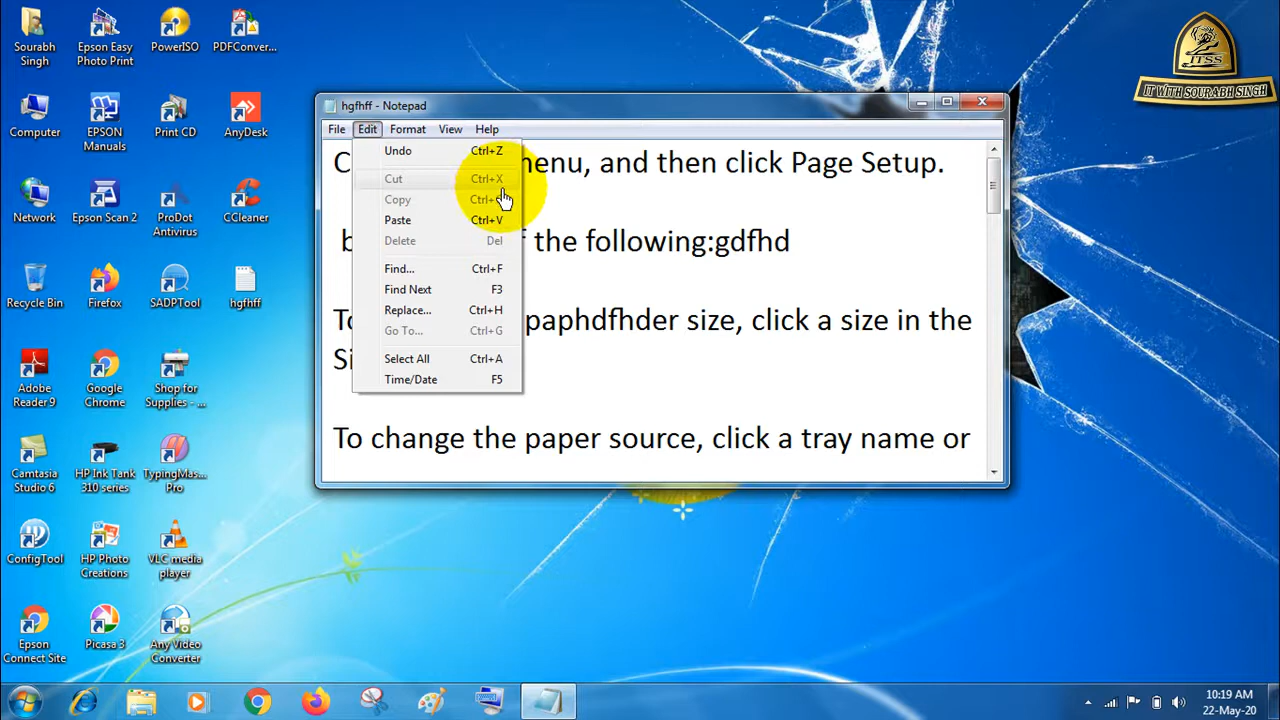 Sourabh
Singh
Epson Easy
Photo Print
PowerISO
PDFConver...
Computer
EPSON
Manuals
Print CD
AnyDesk
Network
Epson Scan 2
ProDot
Antivirus
CCleaner
Recycle Bin
Firefox
SADPTool
hgfhff
Adobe
Reader 9
Google
Chrome
Shop for
Supplies - ...
Camtasia
Studio 6
HP Ink Tank
310 series
TypingMas...
Pro
ConfigTool
HP Photo
Creations
VLC media
player
Epson
Connect Site
Picasa 3
Any Video
Converter
ITSS
IT WITH SOURABH SINGH
hgfhff - Notepad
File Edit Format View Help
Undo Ctrl+Z
Cut Ctrl+X
Copy Ctrl+
Paste Ctrl+V
Delete Del
Find... Ctrl+F
Find Next F3
Replace... Ctrl+H
Go To... Ctrl+G
Select All Ctrl+A
Time/Date F5
C menu, and then click Page Setup.
b f the following:gdfhd
To paphdfhder size, click a size in the
Si
To change the paper source, click a tray name or
10:19 AM
22-May-20